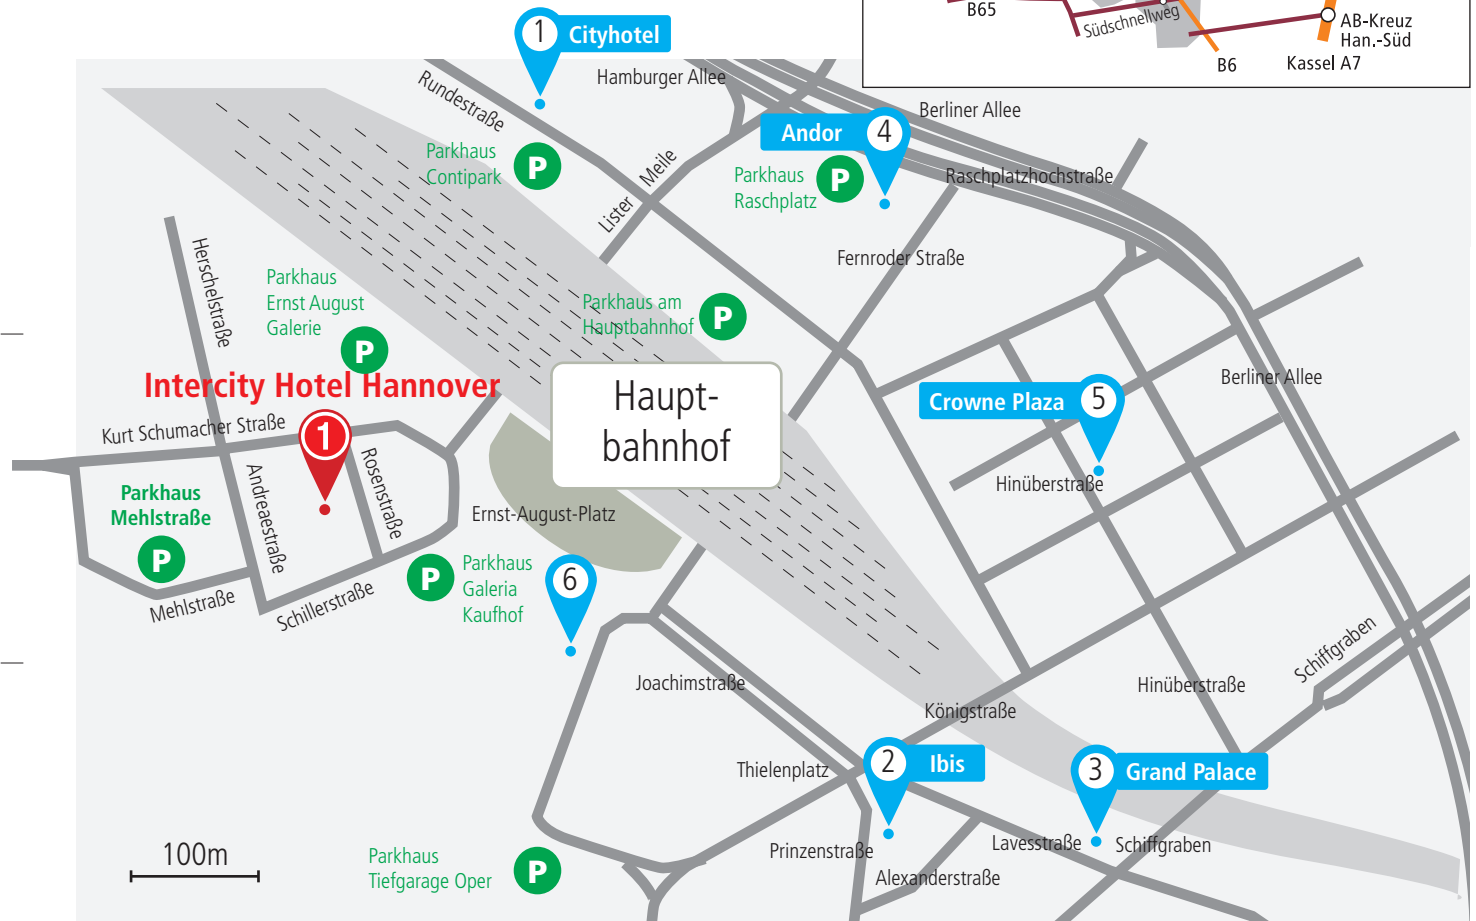 B65
Südschnellweg
AB-Kreuz
Han.-Süd
B6
Kassel A7
1
Cityhotel
Hamburger Allee
Rundestraße
Berliner Allee
Andor
4
Parkhaus
Contipark
P
Lister Meile
Parkhaus
Raschplatz
P
Raschplatzhochstraße
Herschelstraße
Fernroder Straße
Parkhaus
Ernst August
Galerie
P
Parkhaus am
Hauptbahnhof
P
Intercity Hotel Hannover
1
Haupt-
bahnhof
Berliner Allee
Crowne Plaza
5
Kurt Schumacher Straße
Andreaestraße
Rosenstraße
Hinüberstraße
Parkhaus
Mehlstraße
P
Ernst-August-Platz
P
Parkhaus
Galeria
Kaufhof
6
Mehlstraße
Schillerstraße
Schiffgraben
Joachimstraße
Hinüberstraße
Königstraße
Thielenplatz
2
Ibis
3
Grand Palace
100m
Parkhaus
Tiefgarage Oper
P
Prinzenstraße
Lavesstraße
Schiffgraben
Alexanderstraße